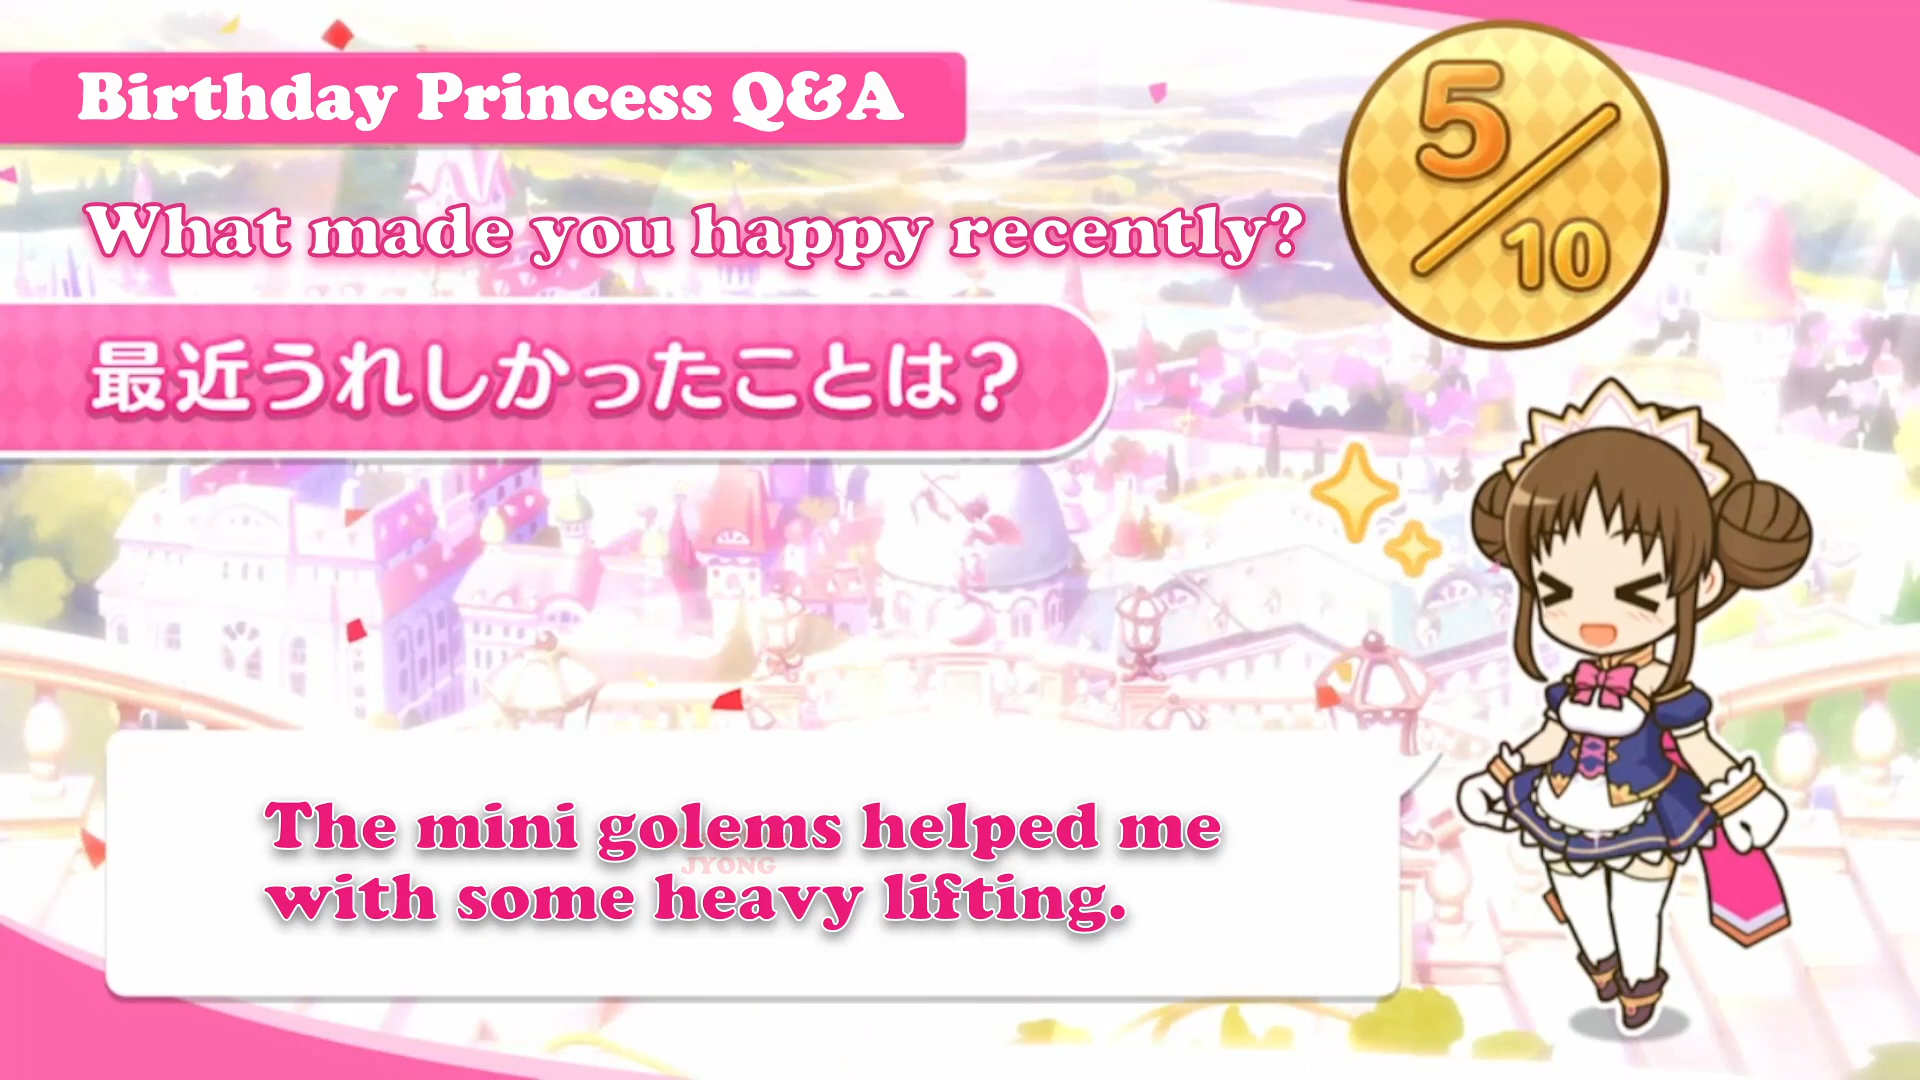 Birthday Princess Q&A
5/10
What made you happy recently?
最近うれしかったことは？
The mini golems helped me
JYONG
with some heavy lifting.